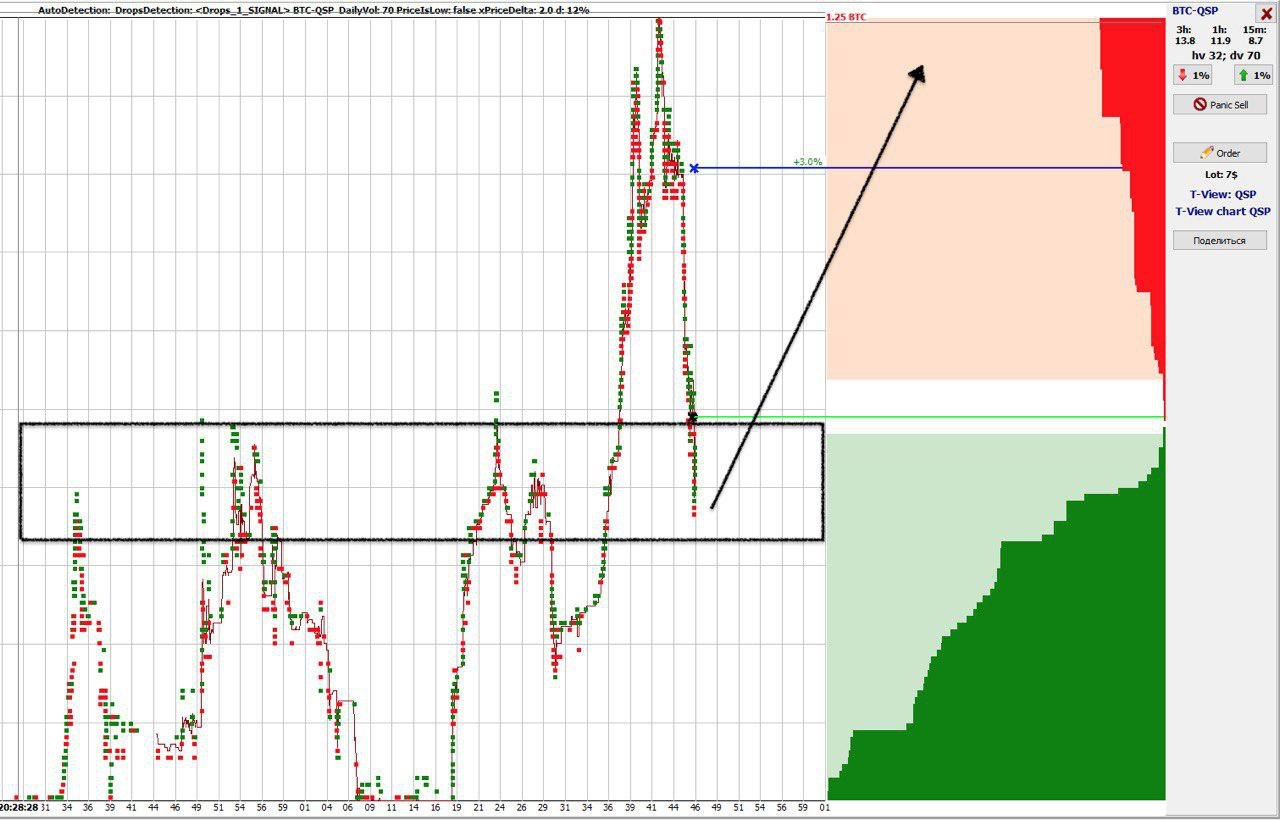 AutoDetection: DropsDetection: <Drops_1_SIGNAL> BTC-QSP DailyVol: 70 PriceIsLow: false xPriceDelta: 2.0 d: 12%
1.25 BTC
BTC-QSP
3h: 1h: 15m:
13.8 11.9 8.7
hv 32; dv 70
1% 1%
Panic Sell
Order
Lot: 7$
T-View: QSP
T-View chart QSP
Поделиться
+3.0%
20:28:28 31 34 36 39 41 44 46 49 51 54 56 59 01 04 06 09 11 14 16 19 21 24 26 29 31 34 36 39 41 44 46 49 51 54 56 59 01